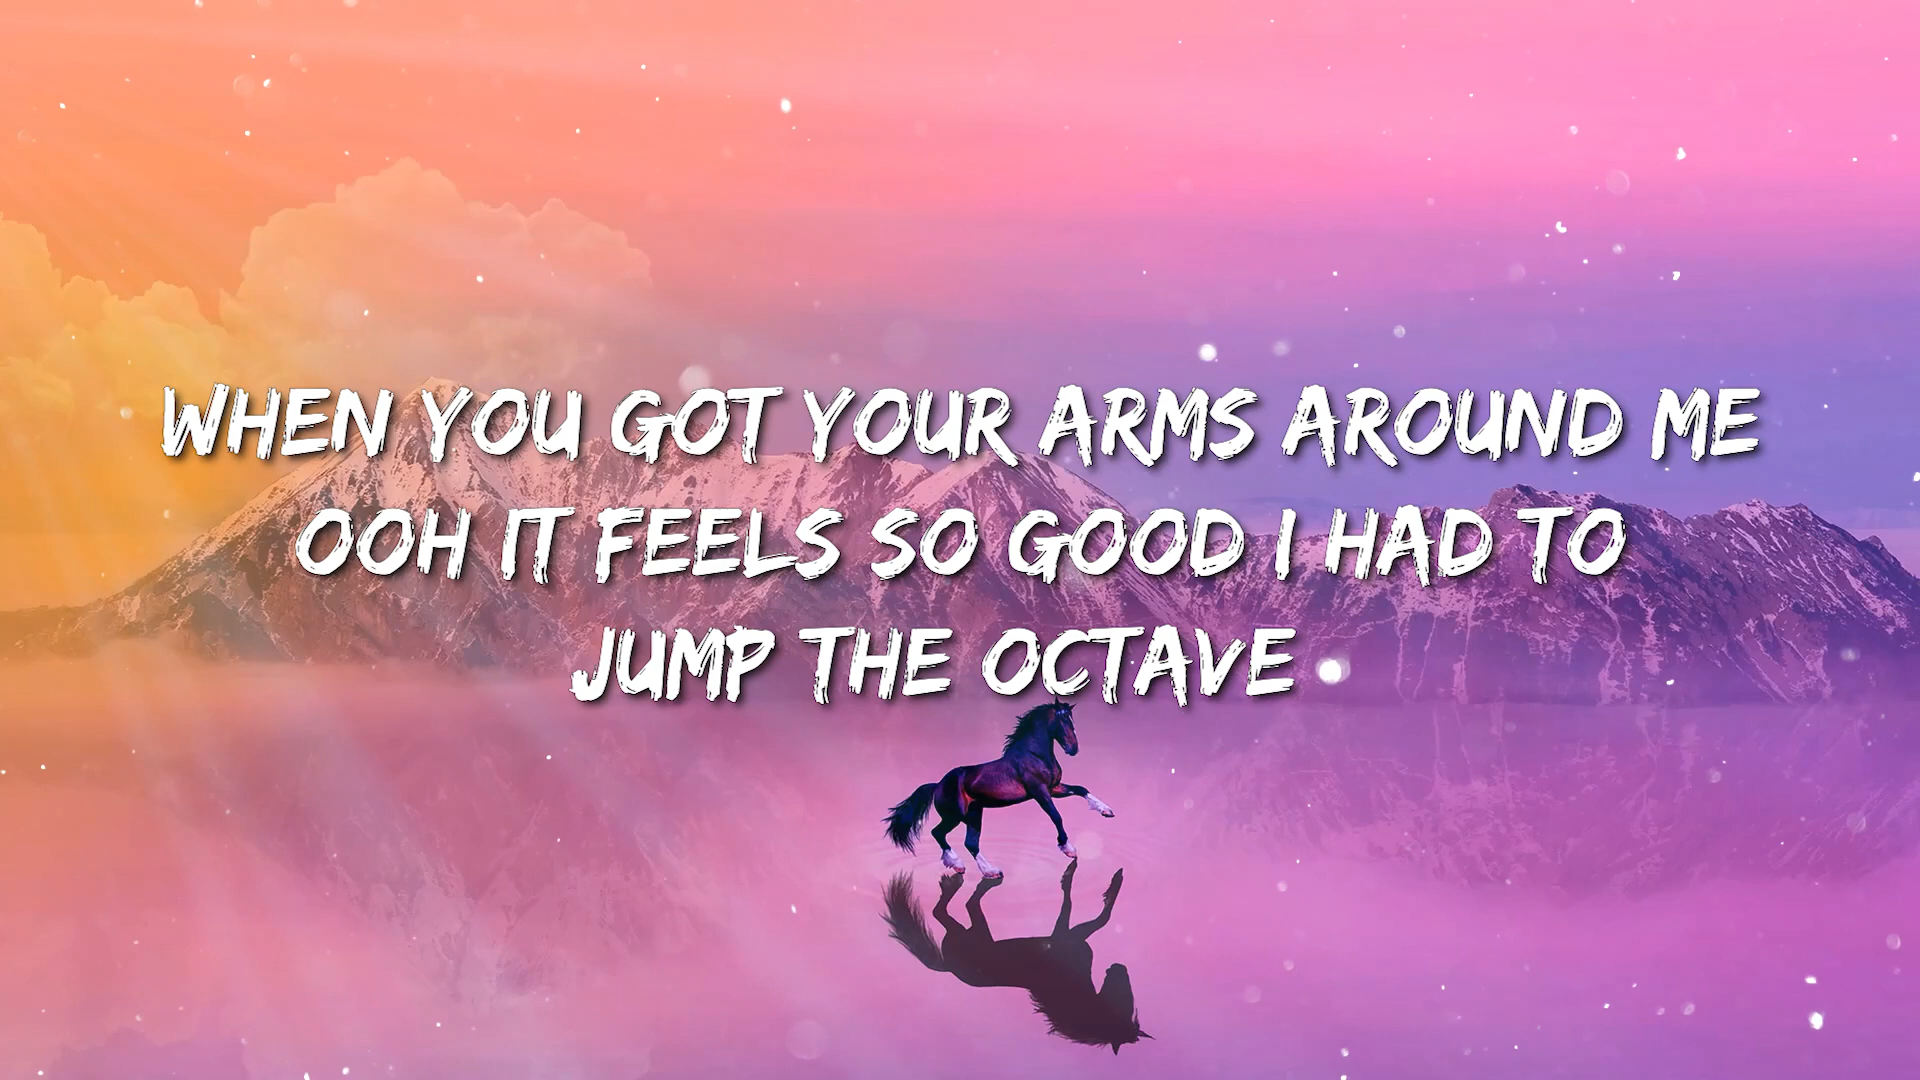 WHEN YOU GOT YOUR ARMS AROUND ME
OOH IT FEELS SO GOOD I HAD TO
JUMP THE OCTAVE